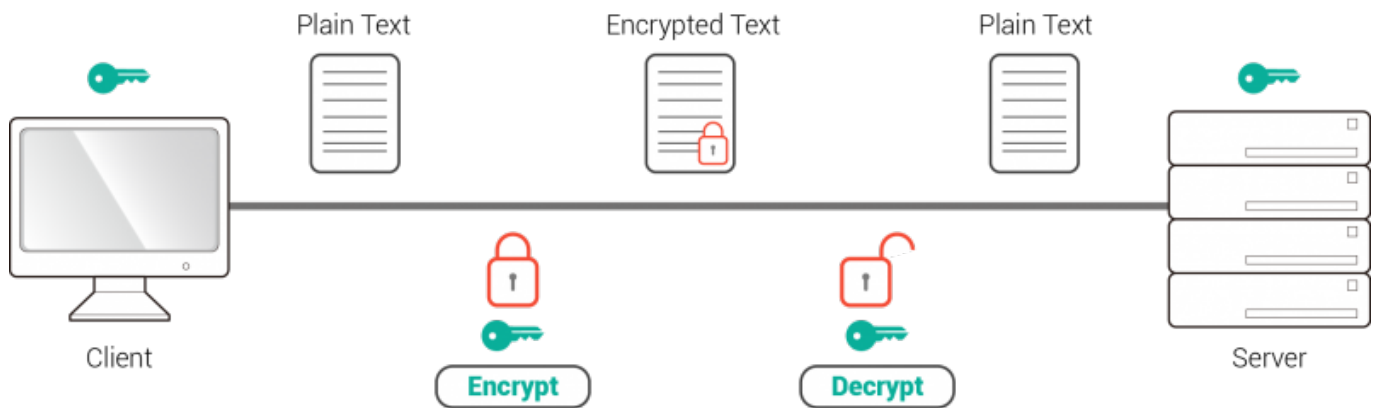 Plain Text
Encrypted Text
Plain Text
Client
Encrypt
Decrypt
Server